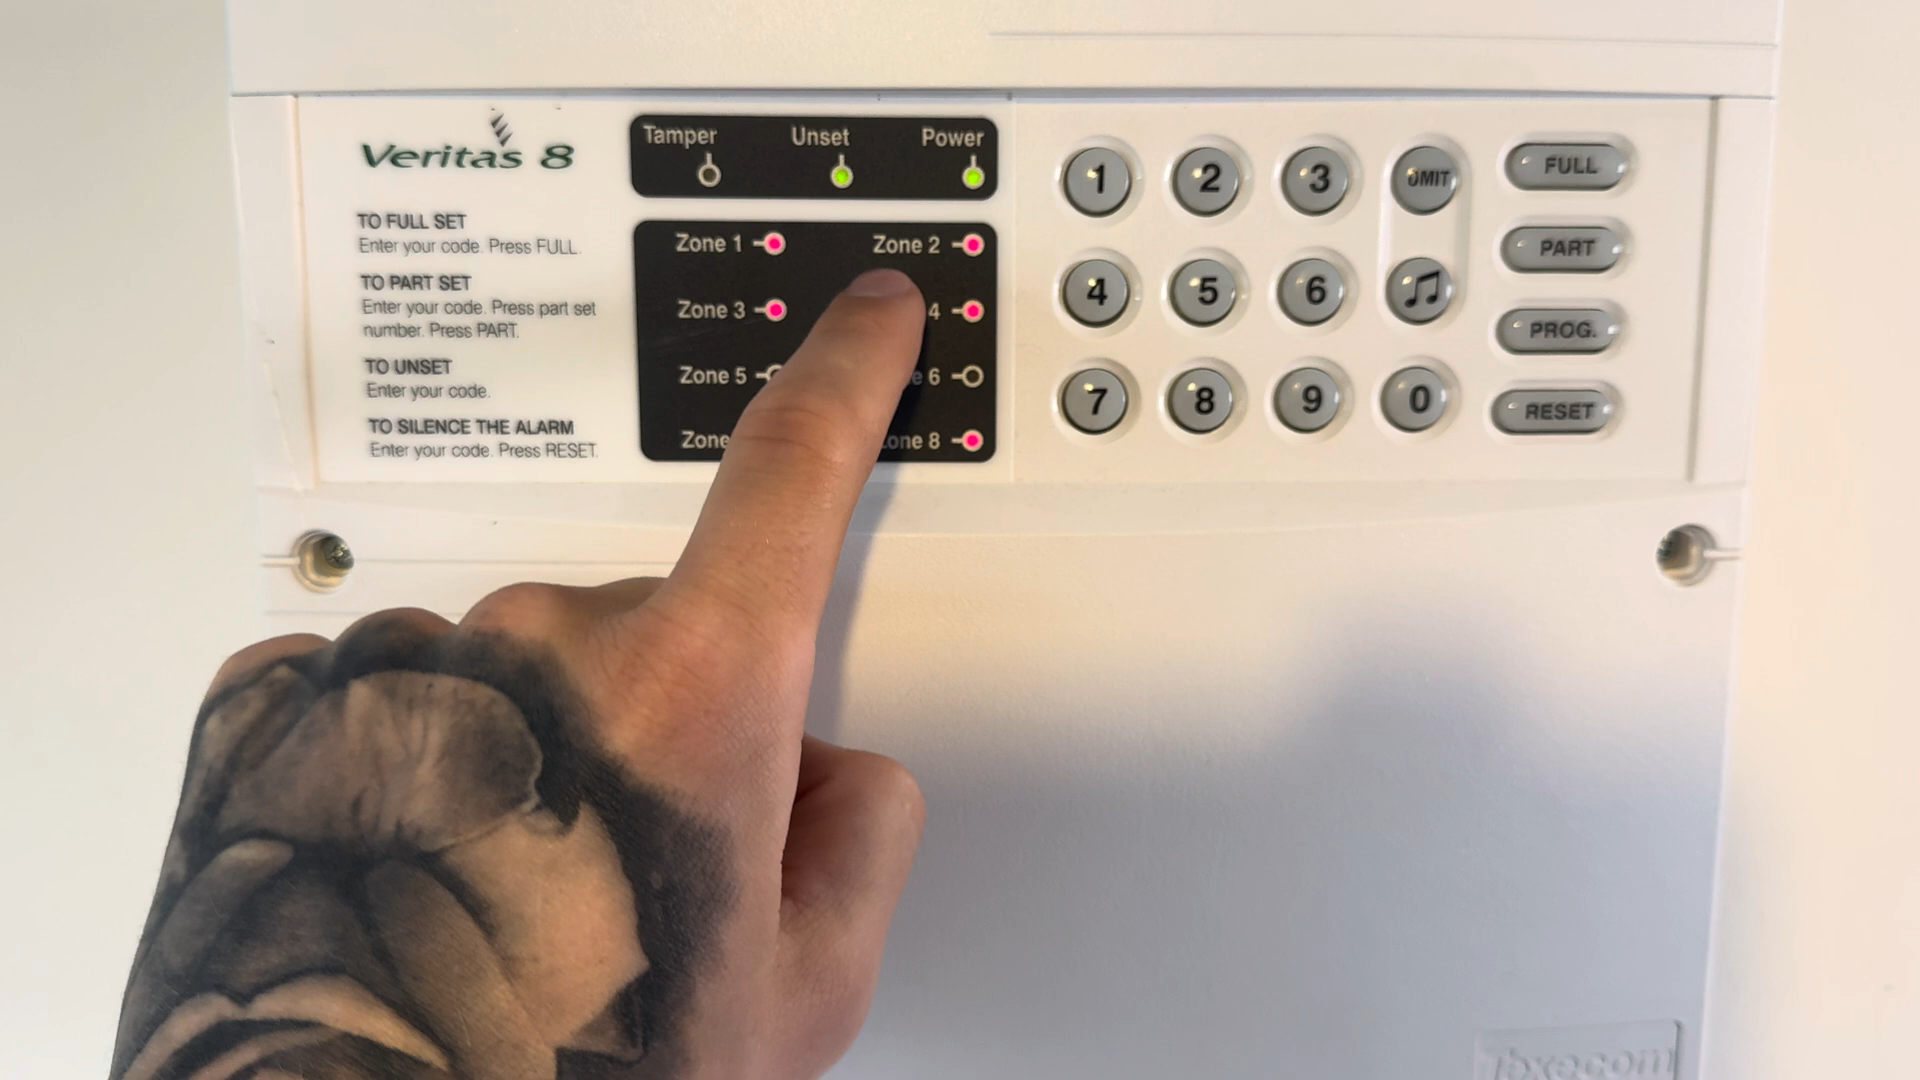 Veritas 8
TO FULL SET
Enter your code. Press FULL.
TO PART SET
Enter your code. Press part set
number. Press PART.
TO UNSET
Enter your code.
TO SILENCE THE ALARM
Enter your code. Press RESET.
Tamper Unset Power
Zone 1 Zone 2
Zone 3 4
Zone 5 6
Zone 8
1 2 3 OMIT FULL
4 5 6 PART
PROG.
7 8 9 0 RESET
Texecom